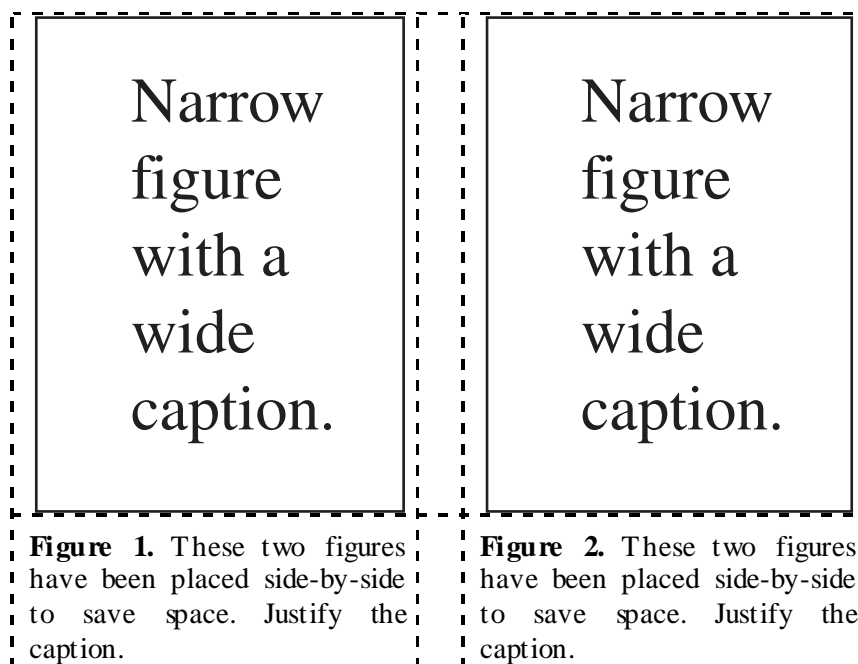 Narrow
figure
with a
wide
caption.
Figure 1. These two figures
have been placed side-by-side
to save space. Justify the
caption.
Narrow
figure
with a
wide
caption.
Figure 2. These two figures
have been placed side-by-side
to save space. Justify the
caption.